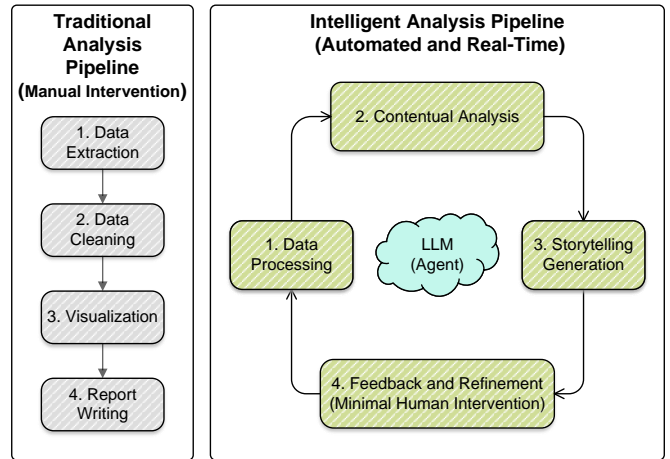 Traditional
Analysis
Pipeline
(Manual Intervention)
1. Data
Extraction
2. Data
Cleaning
3. Visualization
4. Report
Writing
Intelligent Analysis Pipeline
(Automated and Real-Time)
2. Contentual Analysis
1. Data
Processing
LLM
(Agent)
3. Storytelling
Generation
4. Feedback and Refinement
(Minimal Human Intervention)